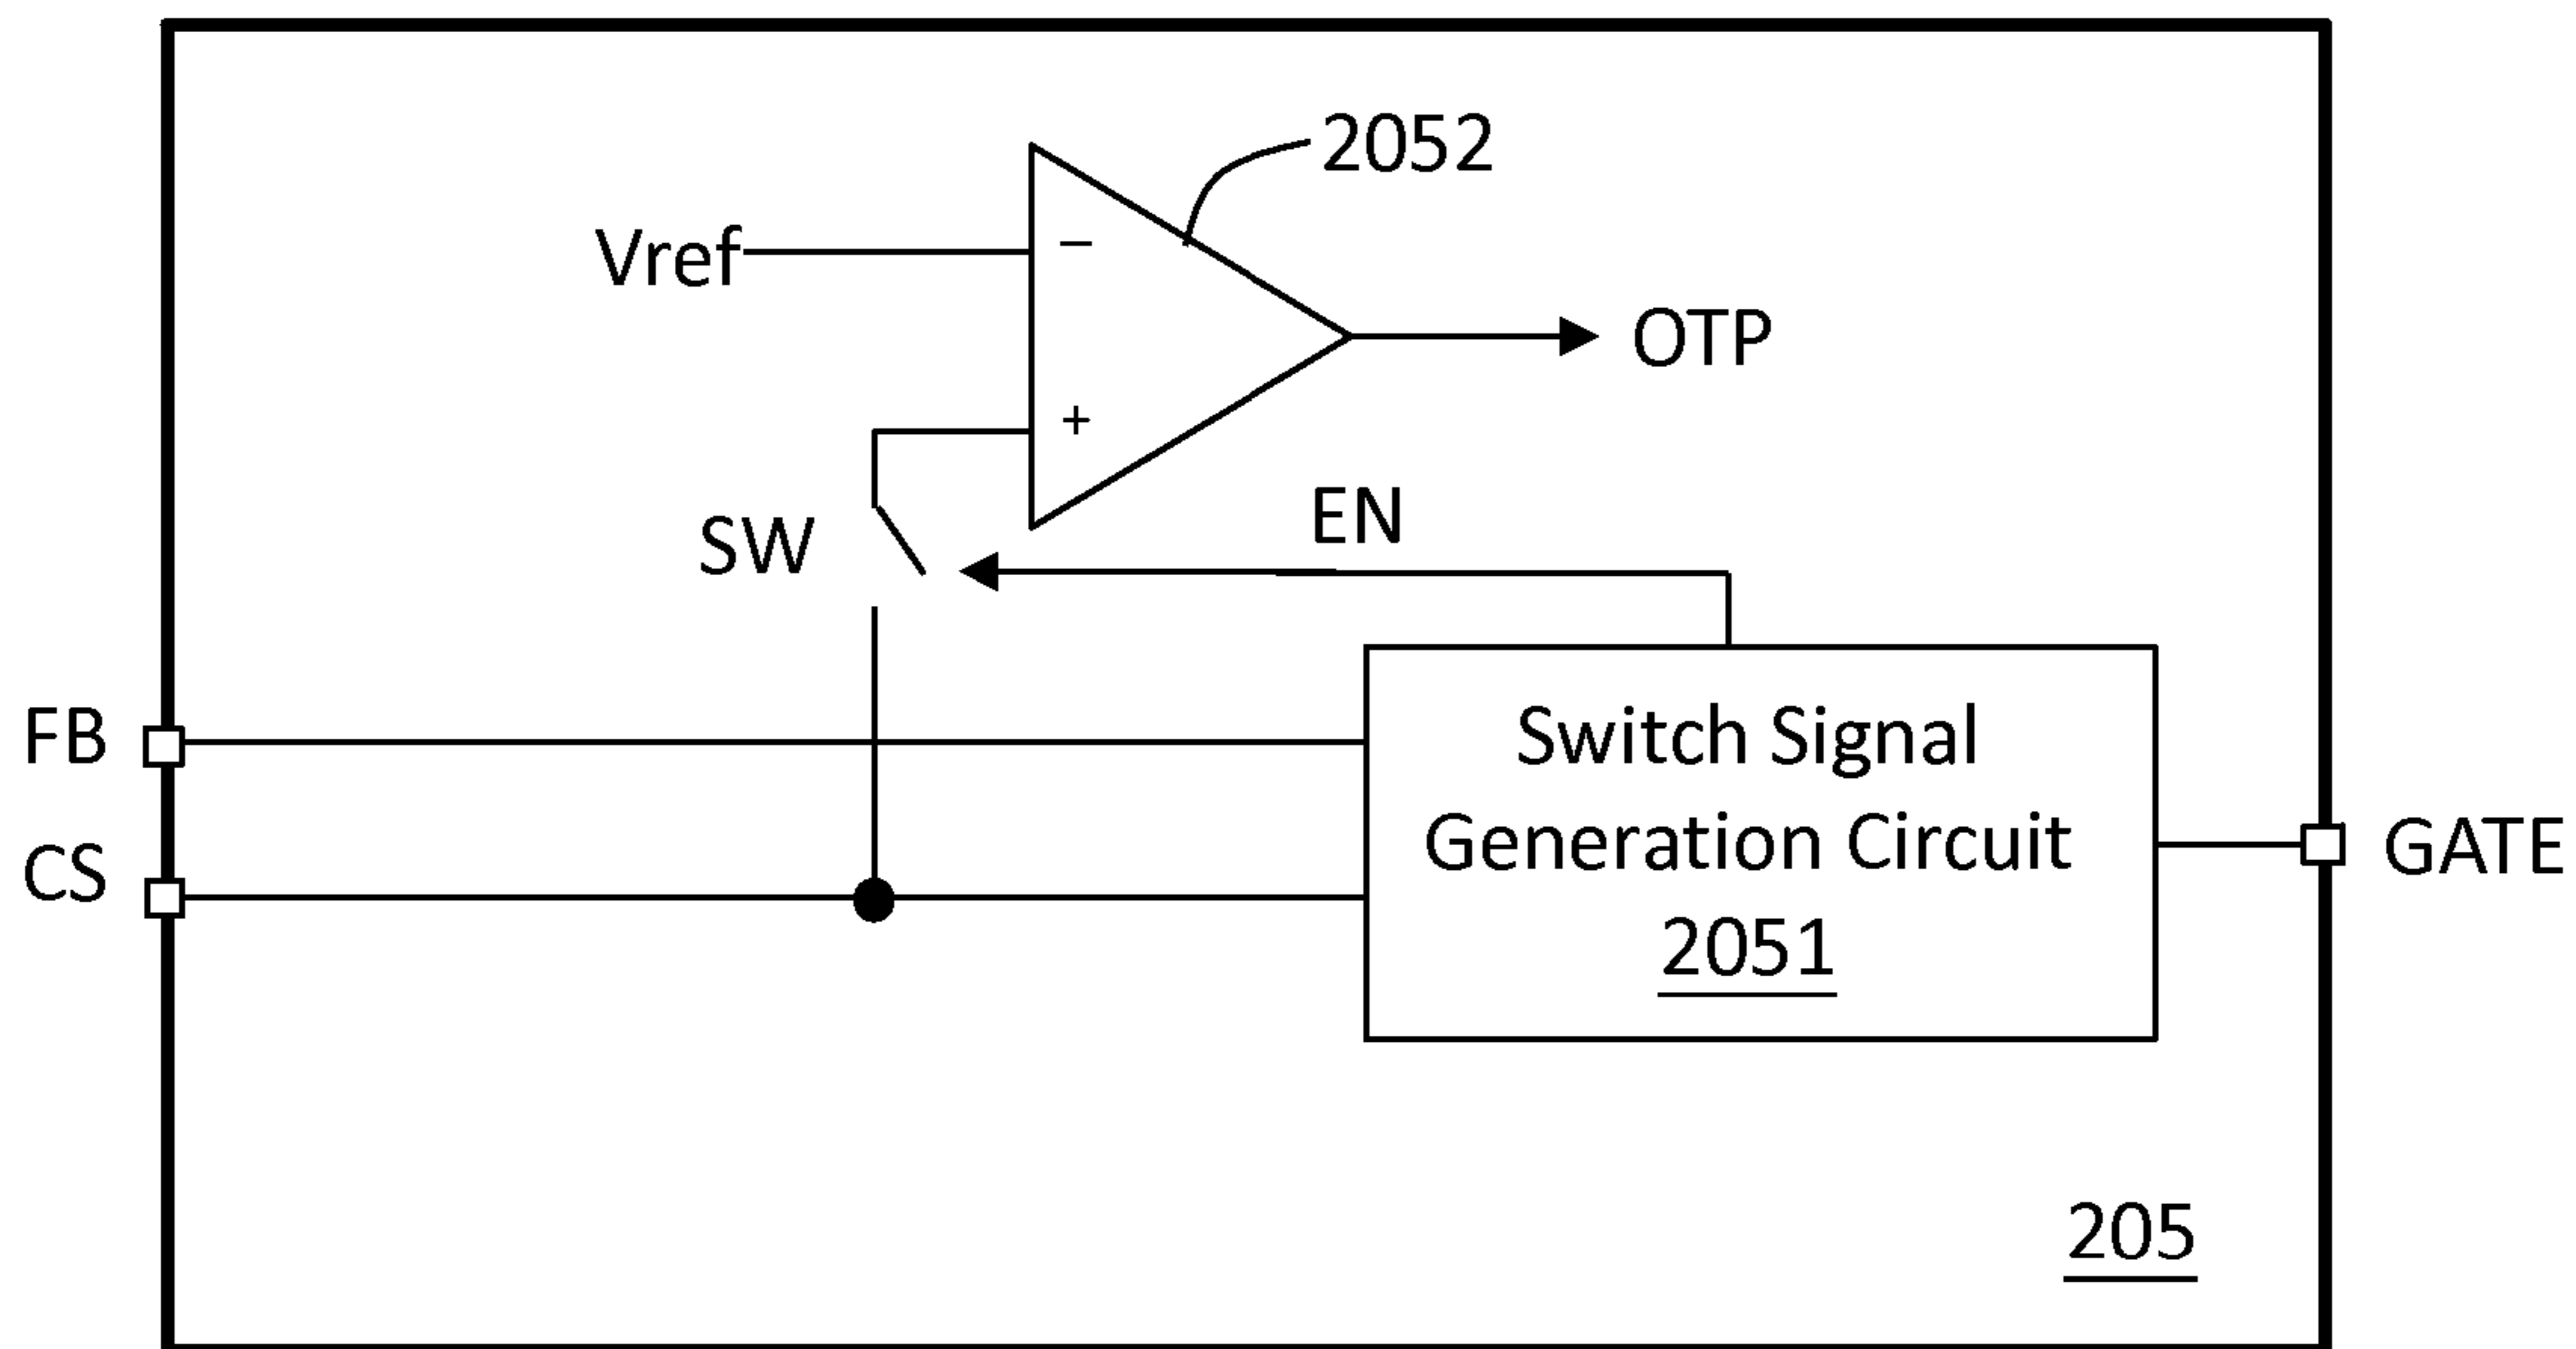 2052
Vref
−
OTP
+
SW
EN
FB
Switch Signal
Generation Circuit
2051
CS
GATE
205